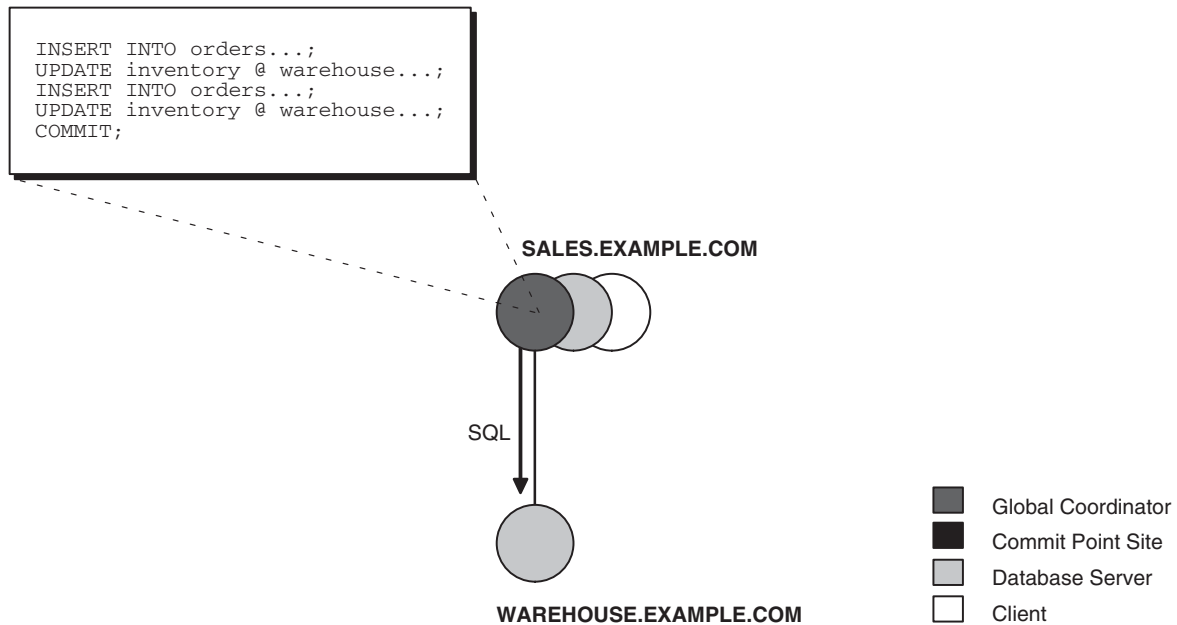 INSERT INTO orders...;
UPDATE inventory @ warehouse...;
INSERT INTO orders...;
UPDATE inventory @ warehouse...;
COMMIT;
SALES.EXAMPLE.COM
SQL
WAREHOUSE.EXAMPLE.COM
Global Coordinator
Commit Point Site
Database Server
Client